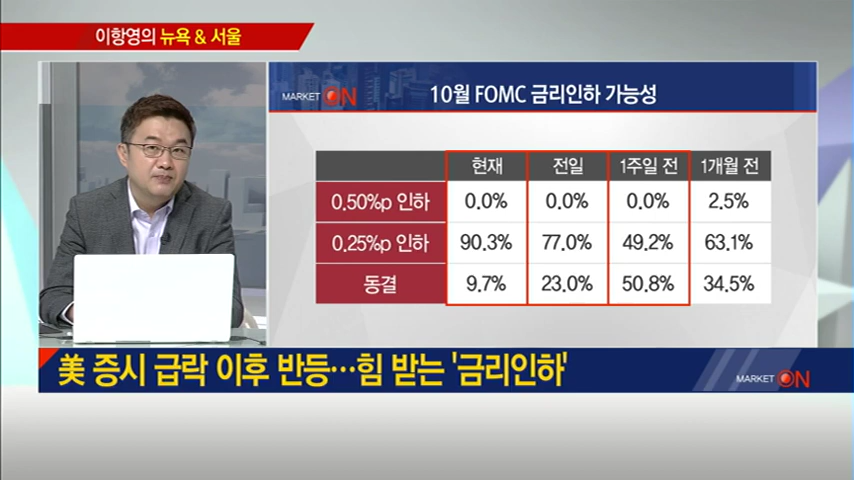 이항영의 뉴욕 & 서울
MARKET ON
10월 FOMC 금리인하 가능성
현재 전일 1주일 전 1개월 전
0.50%p 인하 0.0% 0.0% 0.0% 2.5%
0.25%p 인하 90.3% 77.0% 49.2% 63.1%
동결 9.7% 23.0% 50.8% 34.5%
美 증시 급락 이후 반등…힘 받는 '금리인하'
MARKET ON